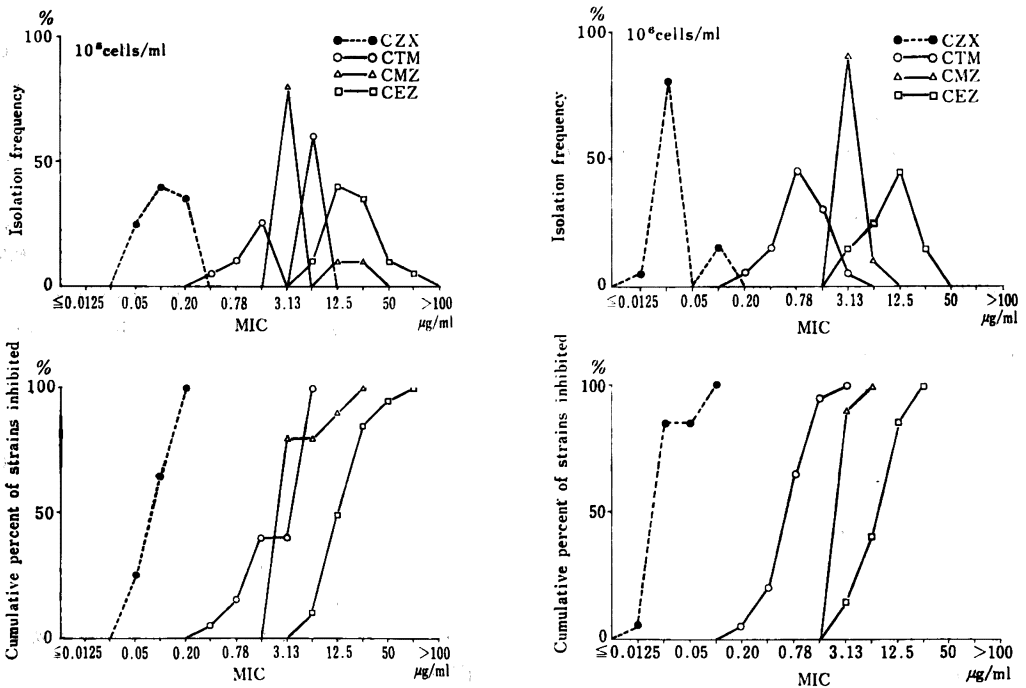 %
100
50
0
Isolation frequency
10⁸cells/ml
CZX
CTM
CMZ
CEZ
≦0.0125 0.05 0.20 0.78 3.13 12.5 50 >100
MIC
μg/ml
%
100
50
0
Isolation frequency
10⁶cells/ml
CZX
CTM
CMZ
CEZ
≦0.0125 0.05 0.20 0.78 3.13 12.5 50 >100
MIC
μg/ml
%
100
50
0
Cumulative percent of strains inhibited
≦0.0125 0.05 0.20 0.78 3.13 12.5 50 >100
MIC
μg/ml
%
100
50
0
Cumulative percent of strains inhibited
≦0.0125 0.05 0.20 0.78 3.13 12.5 50 >100
MIC
μg/ml